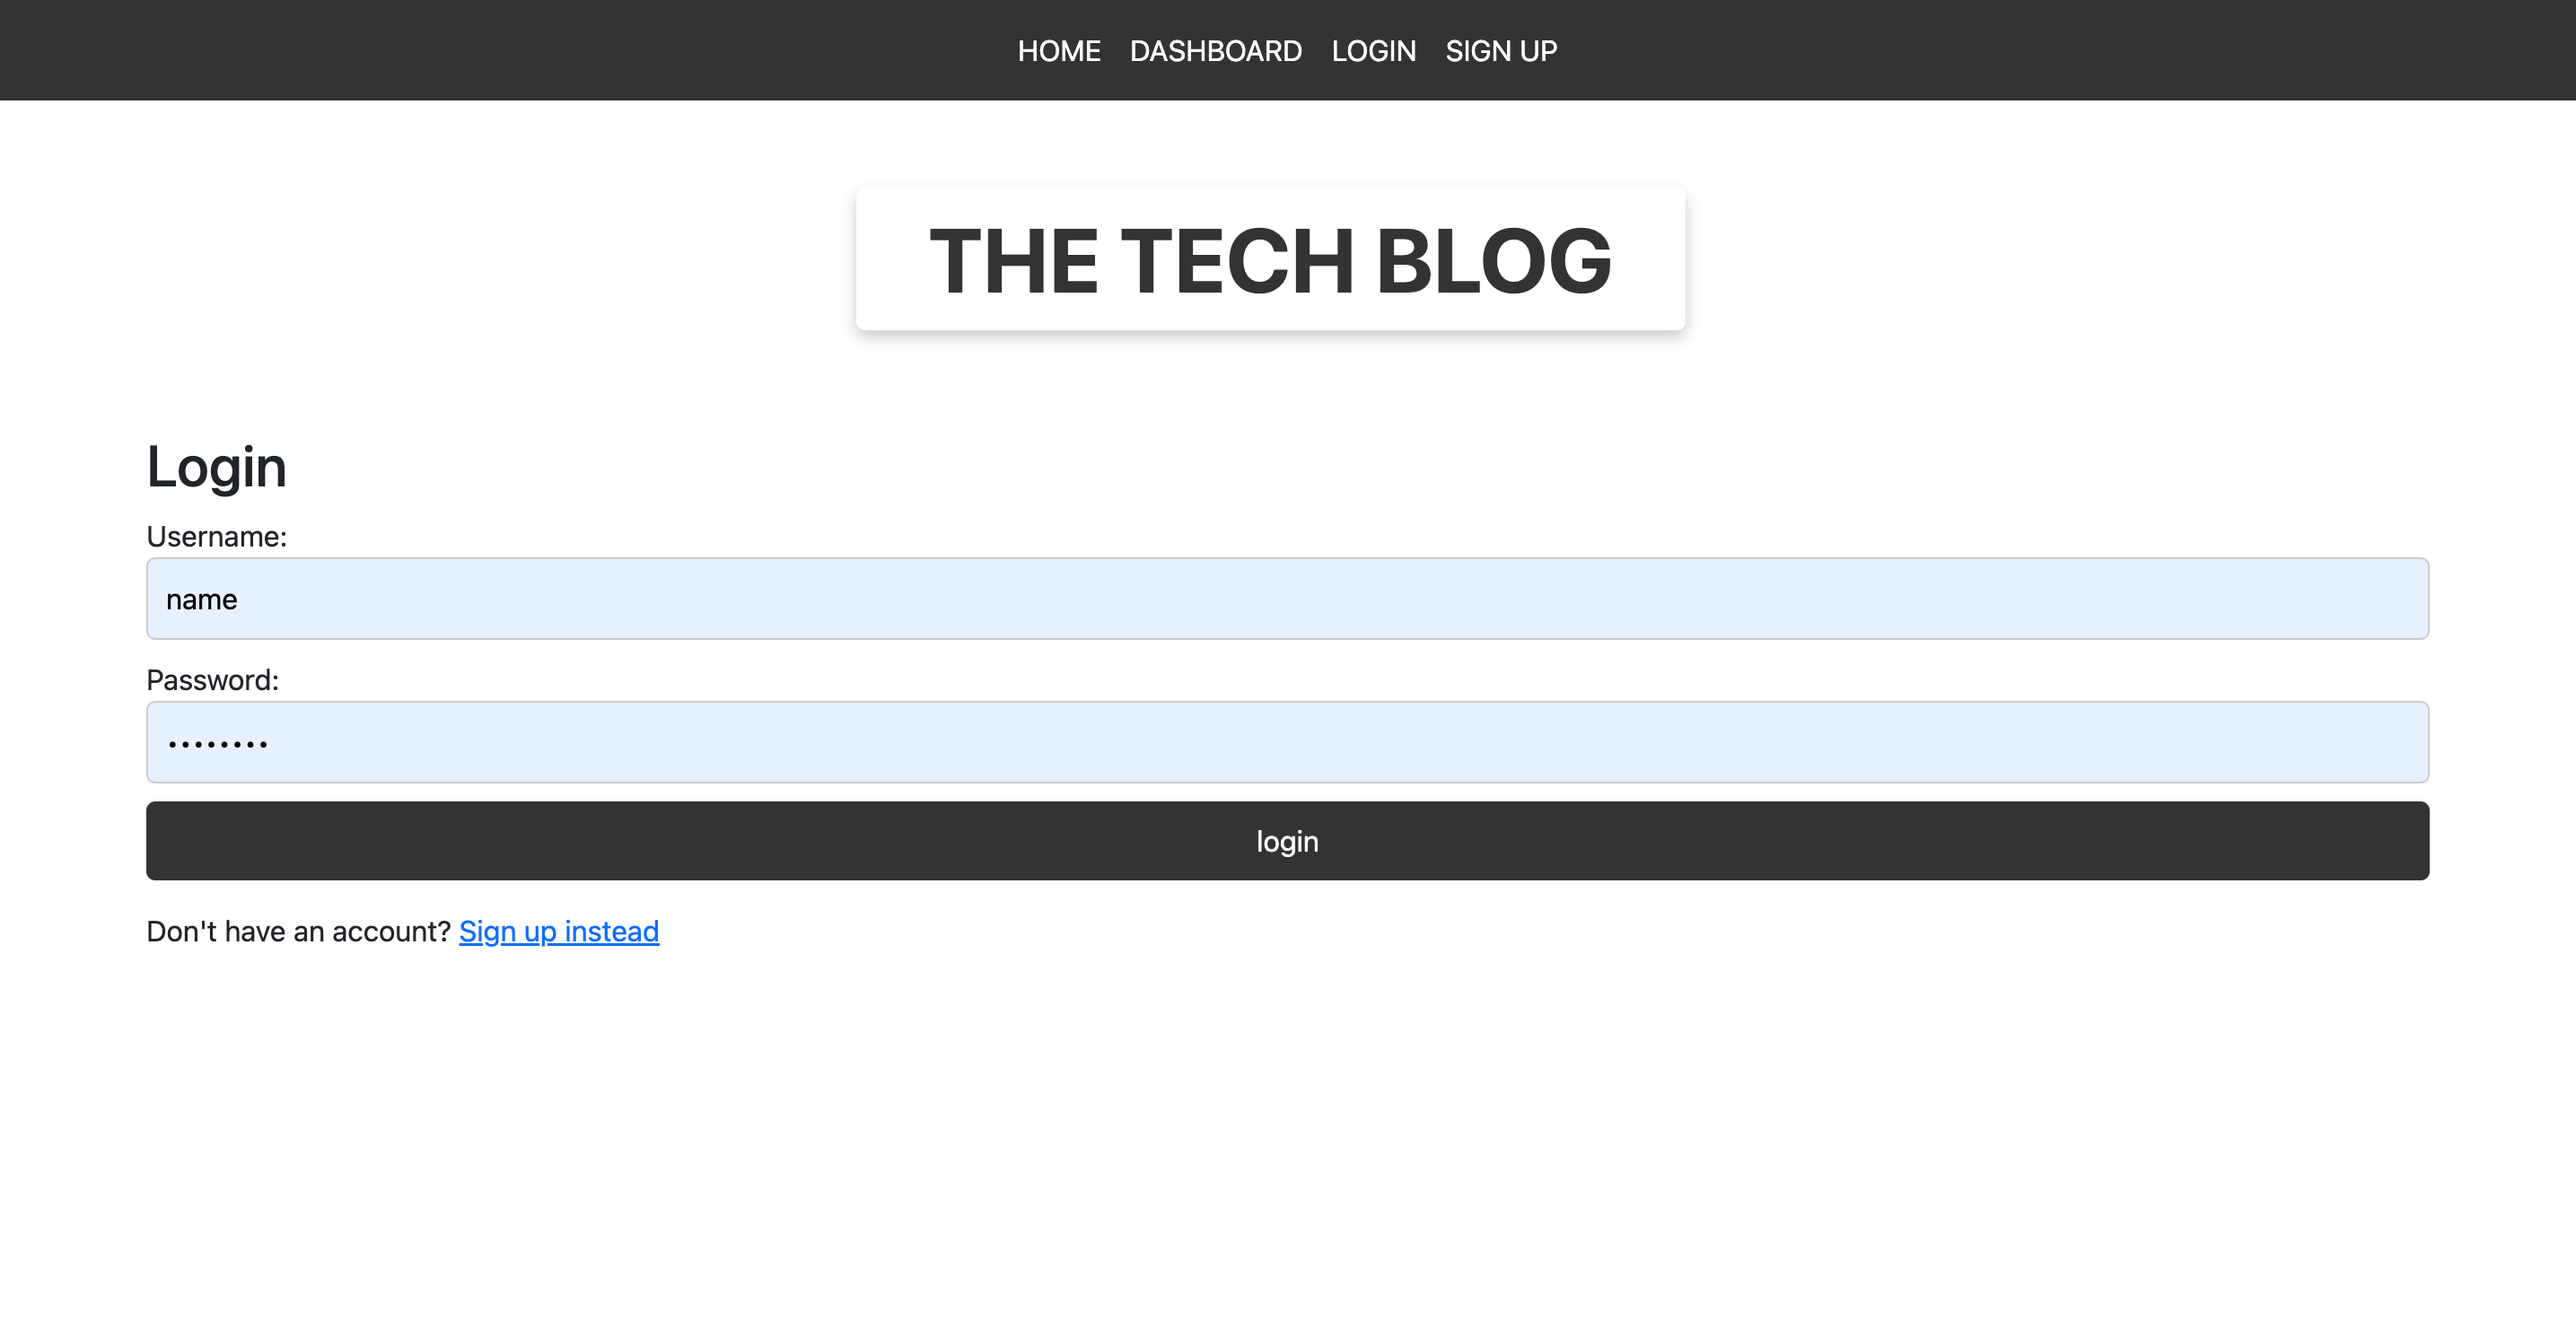 HOME DASHBOARD LOGIN SIGN UP
THE TECH BLOG
Login
Username:
name
Password:
••••••••
login
Don't have an account? Sign up instead